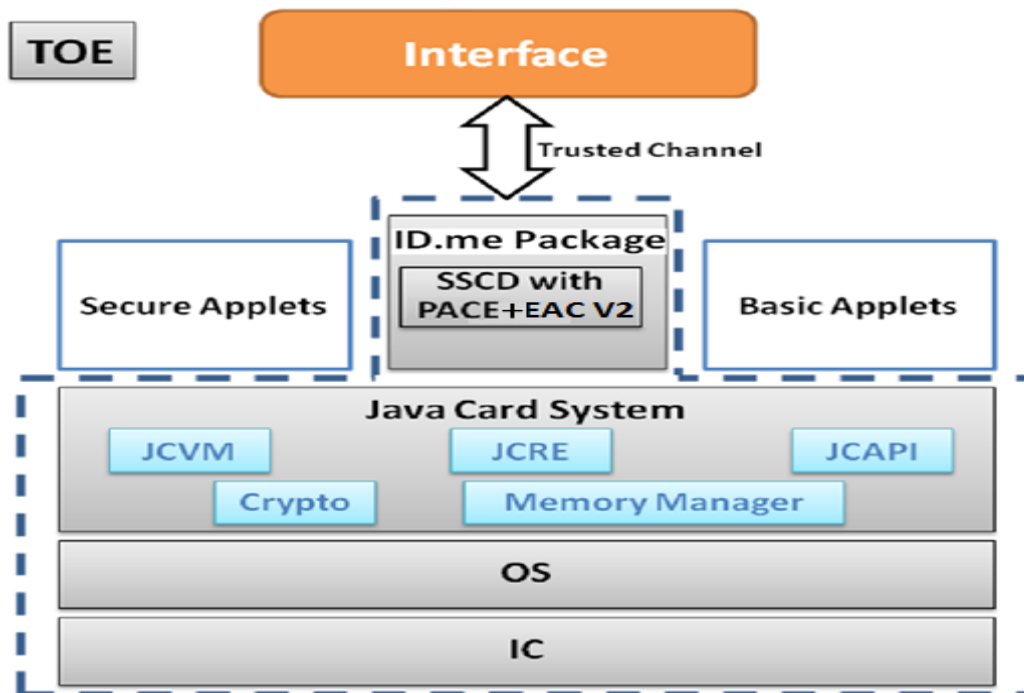 TOE
Interface
Trusted Channel
ID.me Package
SSCD with
PACE+EAC V2
Secure Applets
Basic Applets
Java Card System
JCVM
JCRE
JCAPI
Crypto
Memory Manager
OS
IC